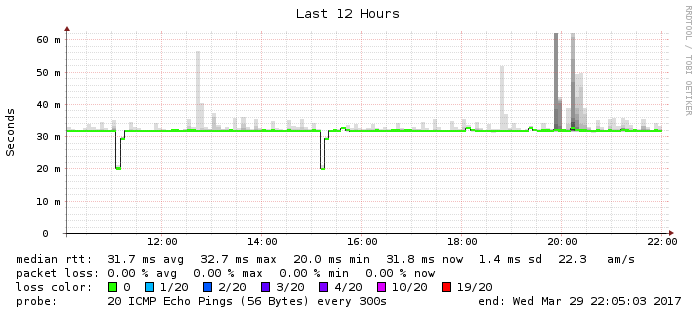 Last 12 Hours
RRDTOOL / TOBI OETIKER
Seconds
60 m
50 m
40 m
30 m
20 m
10 m
0
12:00 14:00 16:00 18:00 20:00 22:00
median rtt: 31.7 ms avg 32.7 ms max 20.0 ms min 31.8 ms now 1.4 ms sd 22.3 am/s
packet loss: 0.00 % avg 0.00 % max 0.00 % min 0.00 % now
loss color: 0 1/20 2/20 3/20 4/20 10/20 19/20
probe: 20 ICMP Echo Pings (56 Bytes) every 300s end: Wed Mar 29 22:05:03 2017